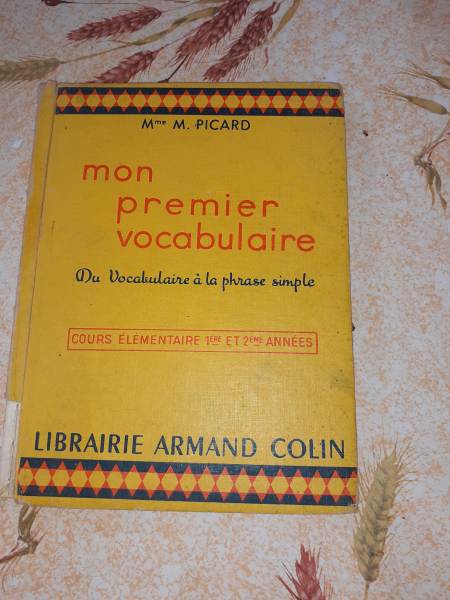 Mme M. PICARD
mon
premier
vocabulaire
Du Vocabulaire à la phrase simple
COURS ÉLÉMENTAIRE 1ÈRE ET 2ÈME ANNÉES
LIBRAIRIE ARMAND COLIN